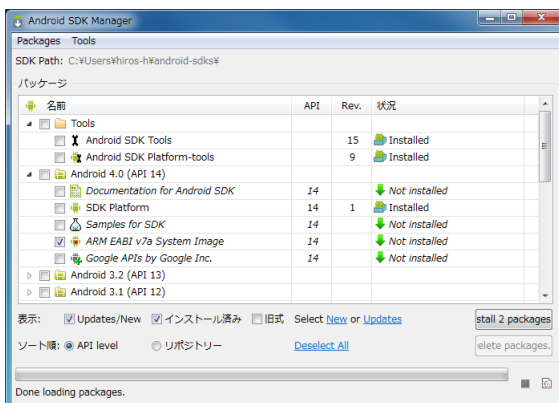 Android SDK Manager
Packages Tools
SDK Path: C:¥Users¥hiros-h¥android-sdks¥
パッケージ
名前 API Rev. 状況
Tools
Android SDK Tools 15 Installed
Android SDK Platform-tools 9 Installed
Android 4.0 (API 14)
Documentation for Android SDK 14 Not installed
SDK Platform 14 1 Installed
Samples for SDK 14 Not installed
ARM EABI v7a System Image 14 Not installed
Google APIs by Google Inc. 14 Not installed
Android 3.2 (API 13)
Android 3.1 (API 12)
表示: Updates/New インストール済み 旧式 Select New or Updates stall 2 packages
ソート順: API level リポジトリー Deselect All elete packages.
Done loading packages.